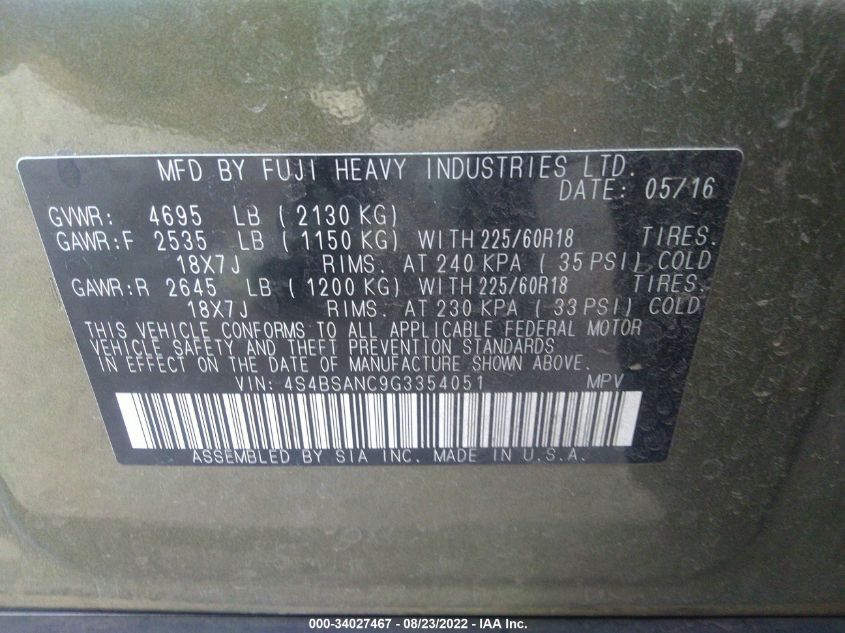 MFD BY FUJI HEAVY INDUSTRIES LTD.
DATE: 05/16
GVWR: 4695 LB ( 2130 KG)
GAWR:F 2535 LB ( 1150 KG) WITH 225/60R18 TIRES.
18X7J RIMS. AT 240 KPA ( 35 PSI) COLD
GAWR:R 2645 LB ( 1200 KG) WITH 225/60R18 TIRES.
18X7J RIMS. AT 230 KPA ( 33 PSI) COLD
THIS VEHICLE CONFORMS TO ALL APPLICABLE FEDERAL MOTOR
VEHICLE SAFETY AND THEFT PREVENTION STANDARDS
IN EFFECT ON THE DATE OF MANUFACTURE SHOWN ABOVE.
VIN: 4S4BSANC9G3354051 MPV
ASSEMBLED BY SIA INC. MADE IN U.S.A.
000-34027467 - 08/23/2022 - IAA Inc.